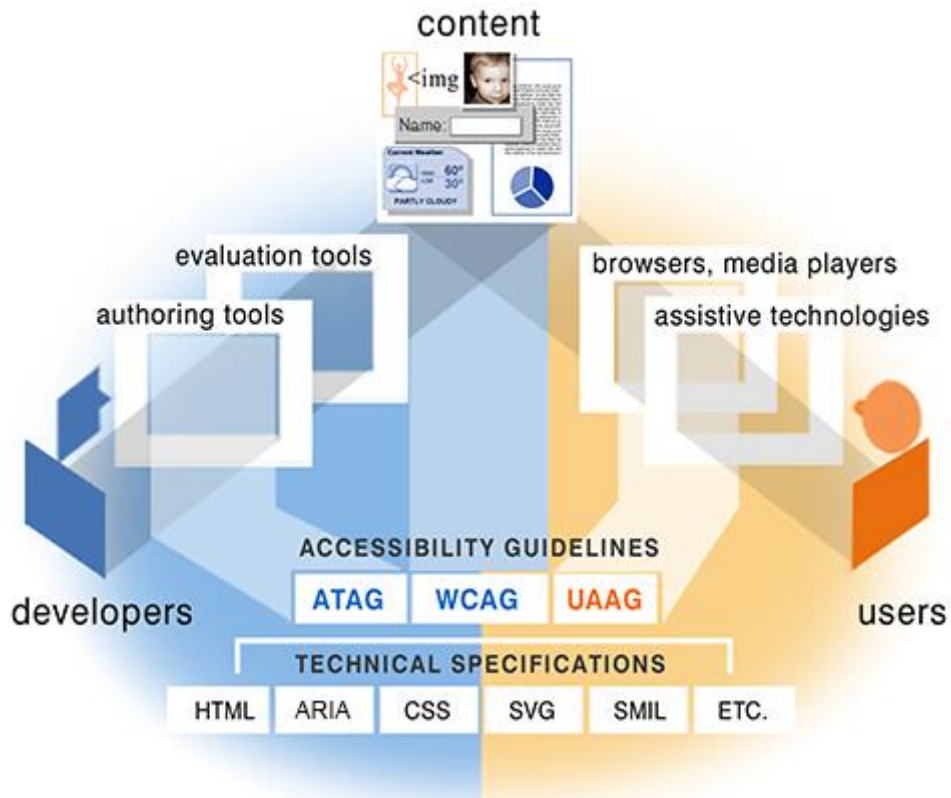 content
<img
Name:
Current Weather
60°
30°
PARTLY CLOUDY
evaluation tools
authoring tools
browsers, media players
assistive technologies
developers
users
ACCESSIBILITY GUIDELINES
ATAG WCAG UAAG
TECHNICAL SPECIFICATIONS
HTML ARIA CSS SVG SMIL ETC.